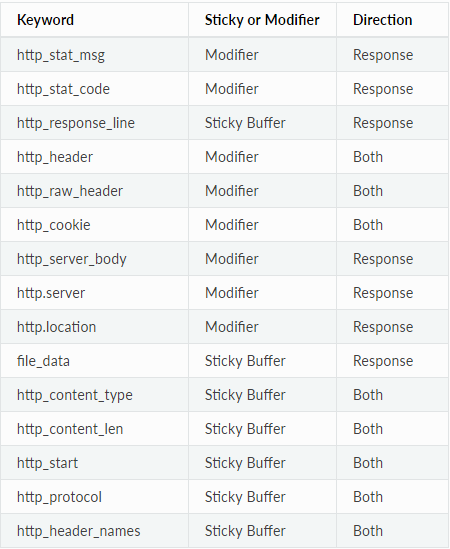 Keyword Sticky or Modifier Direction
http_stat_msg Modifier Response
http_stat_code Modifier Response
http_response_line Sticky Buffer Response
http_header Modifier Both
http_raw_header Modifier Both
http_cookie Modifier Both
http_server_body Modifier Response
http.server Modifier Response
http.location Modifier Response
file_data Sticky Buffer Response
http_content_type Sticky Buffer Both
http_content_len Sticky Buffer Both
http_start Sticky Buffer Both
http_protocol Sticky Buffer Both
http_header_names Sticky Buffer Both